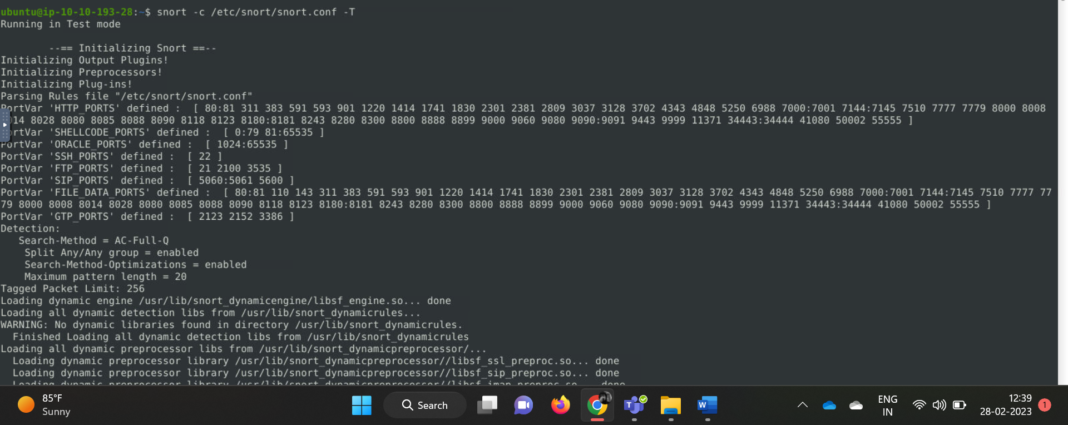 ubuntu@ip-10-10-193-28:~$ snort -c /etc/snort/snort.conf -T
Running in Test mode
--== Initializing Snort ==--
Initializing Output Plugins!
Initializing Preprocessors!
Initializing Plug-ins!
Parsing Rules file "/etc/snort/snort.conf"
PortVar 'HTTP_PORTS' defined : [ 80:81 311 383 591 593 901 1220 1414 1741 1830 2301 2381 2809 3037 3128 3702 4343 4848 5250 6988 7000:7001 7144:7145 7510 7777 7779 8000 8008
8014 8028 8080 8085 8088 8090 8118 8123 8180:8181 8243 8280 8300 8800 8888 8899 9000 9060 9080 9090:9091 9443 9999 11371 34443:34444 41080 50002 55555 ]
PortVar 'SHELLCODE_PORTS' defined : [ 0:79 81:65535 ]
PortVar 'ORACLE_PORTS' defined : [ 1024:65535 ]
PortVar 'SSH_PORTS' defined : [ 22 ]
PortVar 'FTP_PORTS' defined : [ 21 2100 3535 ]
PortVar 'SIP_PORTS' defined : [ 5060:5061 5600 ]
PortVar 'FILE_DATA_PORTS' defined : [ 80:81 110 143 311 383 591 593 901 1220 1414 1741 1830 2301 2381 2809 3037 3128 3702 4343 4848 5250 6988 7000:7001 7144:7145 7510 7777 77
79 8000 8008 8014 8028 8080 8085 8088 8090 8118 8123 8180:8181 8243 8280 8300 8800 8888 8899 9000 9060 9080 9090:9091 9443 9999 11371 34443:34444 41080 50002 55555 ]
PortVar 'GTP_PORTS' defined : [ 2123 2152 3386 ]
Detection:
Search-Method = AC-Full-Q
Split Any/Any group = enabled
Search-Method-Optimizations = enabled
Maximum pattern length = 20
Tagged Packet Limit: 256
Loading dynamic engine /usr/lib/snort_dynamicengine/libsf_engine.so... done
Loading all dynamic detection libs from /usr/lib/snort_dynamicrules...
WARNING: No dynamic libraries found in directory /usr/lib/snort_dynamicrules.
Finished Loading all dynamic detection libs from /usr/lib/snort_dynamicrules
Loading all dynamic preprocessor libs from /usr/lib/snort_dynamicpreprocessor/...
Loading dynamic preprocessor library /usr/lib/snort_dynamicpreprocessor//libsf_ssl_preproc.so... done
Loading dynamic preprocessor library /usr/lib/snort_dynamicpreprocessor//libsf_sip_preproc.so... done
Loading dynamic preprocessor library /usr/lib/snort_dynamicpreprocessor//libsf_imap_preproc.so... done
85°F
Sunny
Search
ENG
IN
12:39
28-02-2023
1